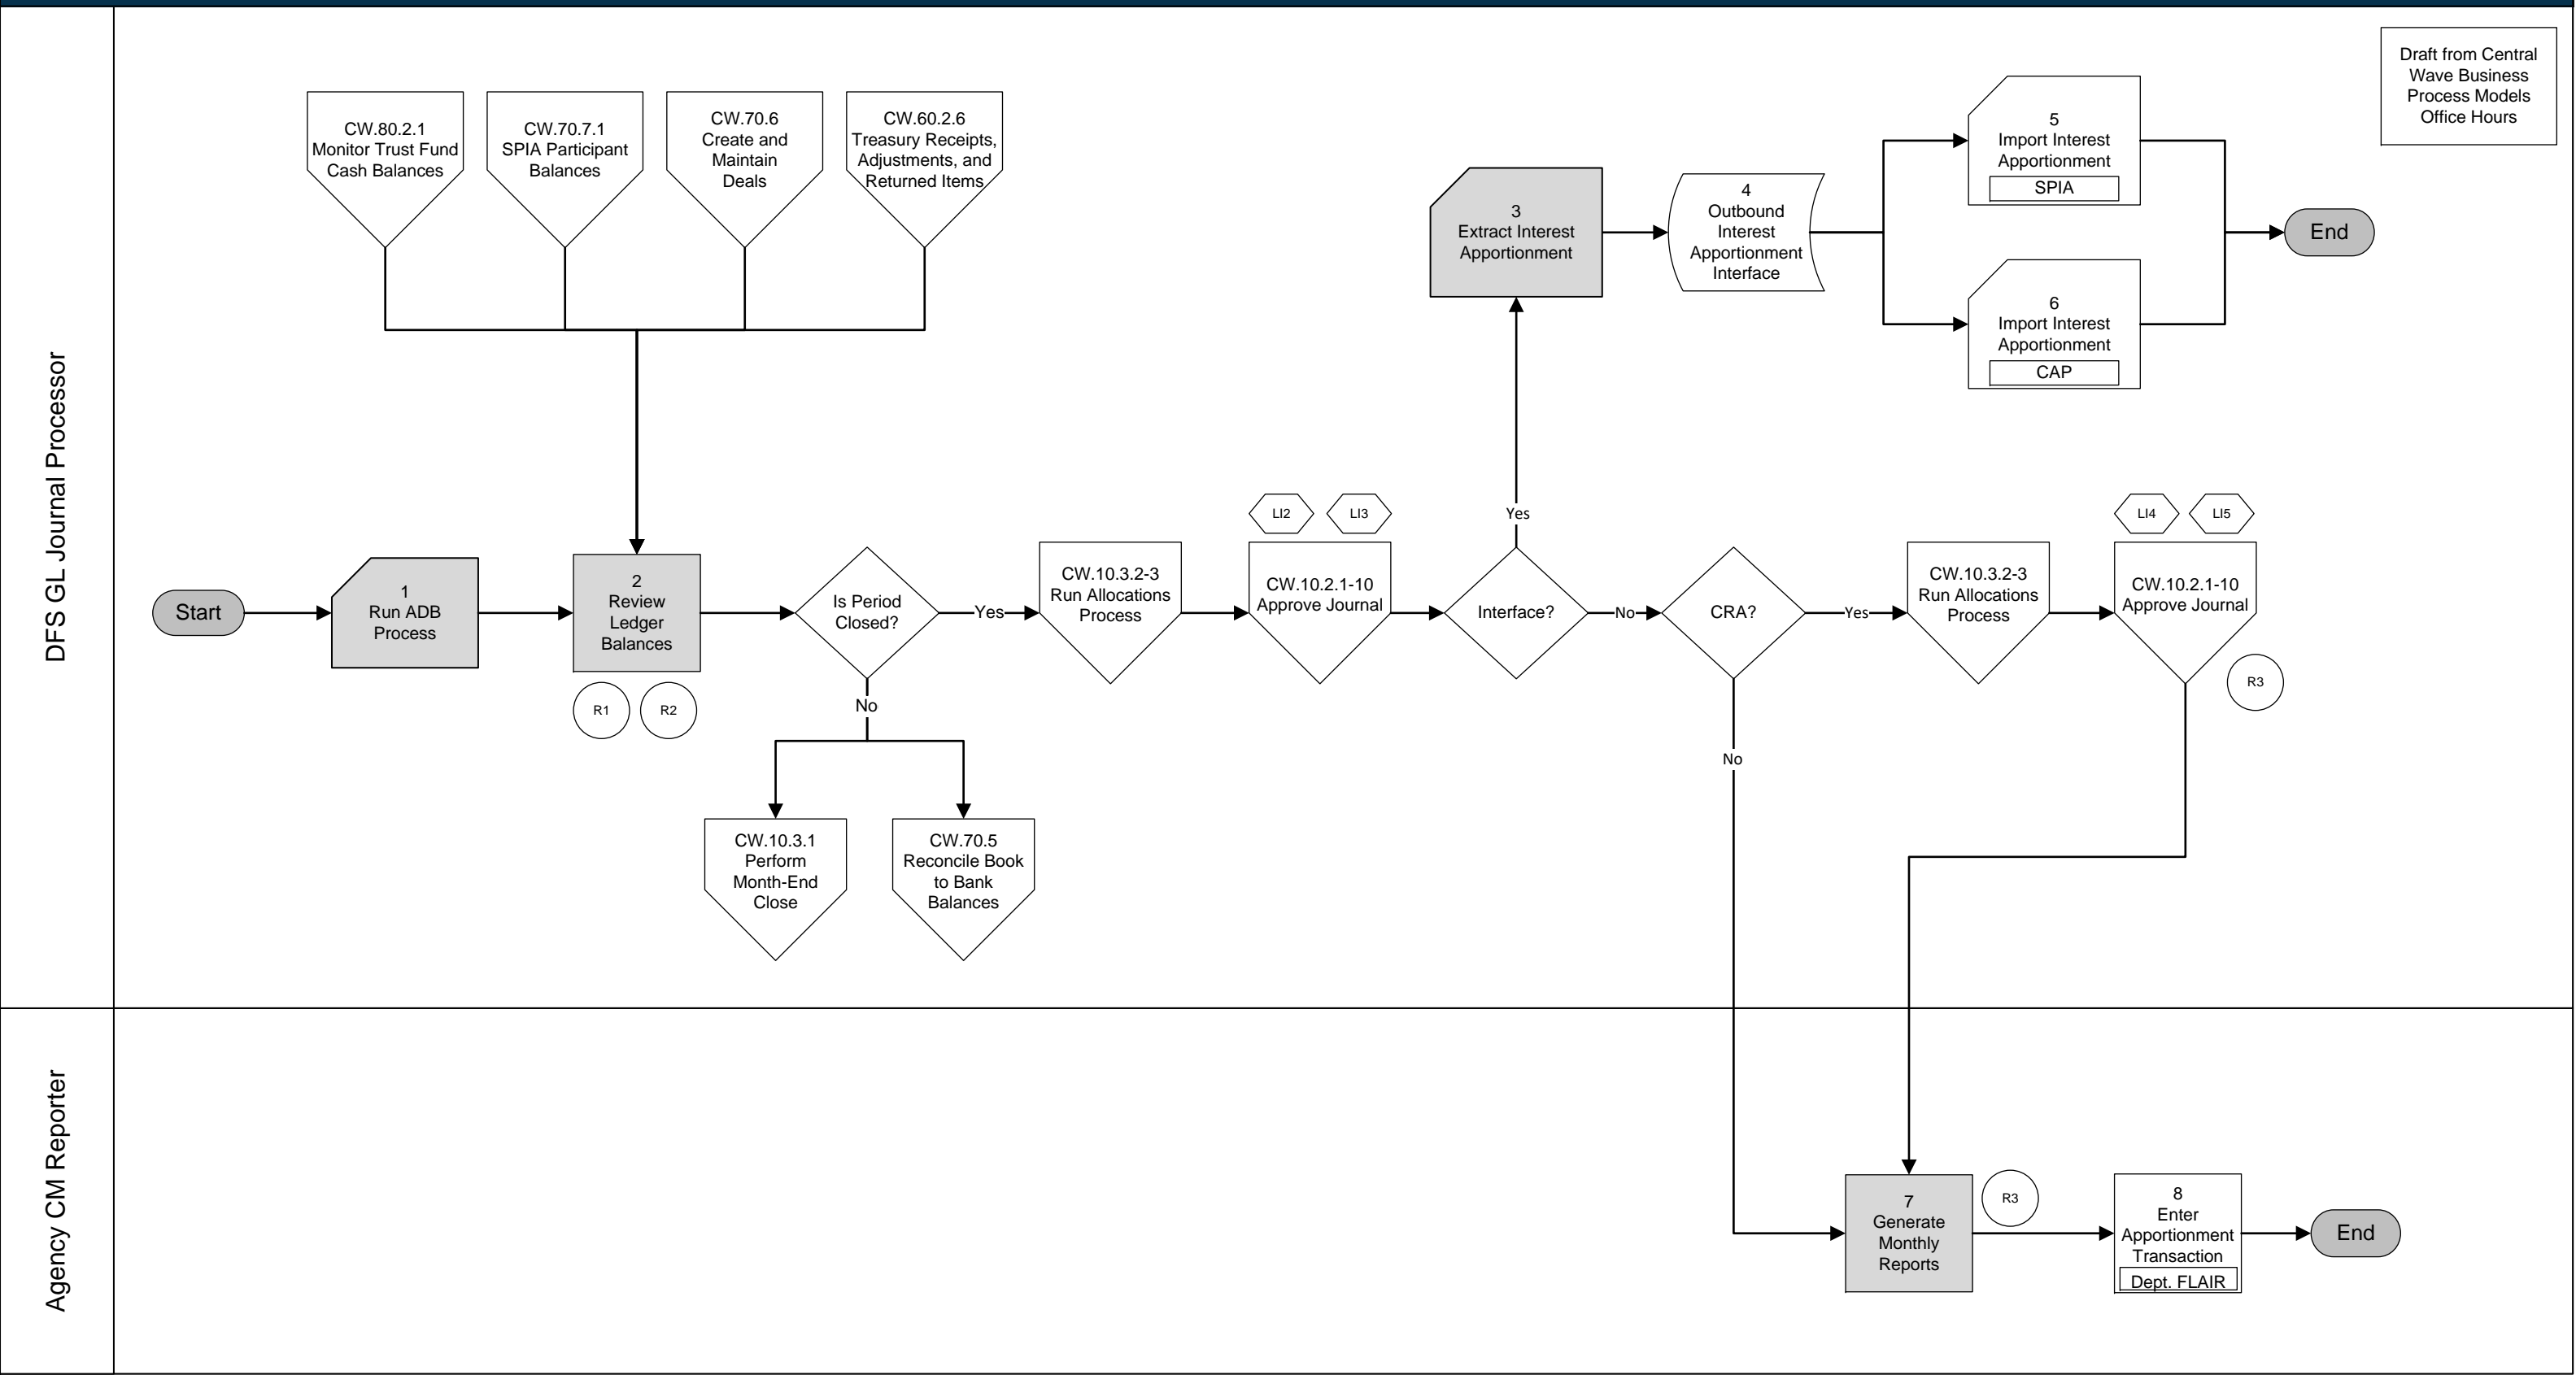 DFS GL Journal Processor
Draft from Central
Wave Business
Process Models
Office Hours
CW.80.2.1
Monitor Trust Fund
Cash Balances
CW.70.7.1
SPIA Participant
Balances
CW.70.6
Create and
Maintain
Deals
CW.60.2.6
Treasury Receipts,
Adjustments, and
Returned Items
3
Extract Interest
Apportionment
4
Outbound
Interest
Apportionment
Interface
5
Import Interest
Apportionment
SPIA
6
Import Interest
Apportionment
CAP
End
Start
1
Run ADB
Process
2
Review
Ledger
Balances
R1
R2
Is Period
Closed?
Yes
No
CW.10.3.1
Perform
Month-End
Close
CW.70.5
Reconcile Book
to Bank
Balances
CW.10.3.2-3
Run Allocations
Process
LI2
LI3
CW.10.2.1-10
Approve Journal
Interface?
Yes
No
CRA?
Yes
No
CW.10.3.2-3
Run Allocations
Process
LI4
LI5
CW.10.2.1-10
Approve Journal
R3
Agency CM Reporter
7
Generate
Monthly
Reports
R3
8
Enter
Apportionment
Transaction
Dept. FLAIR
End